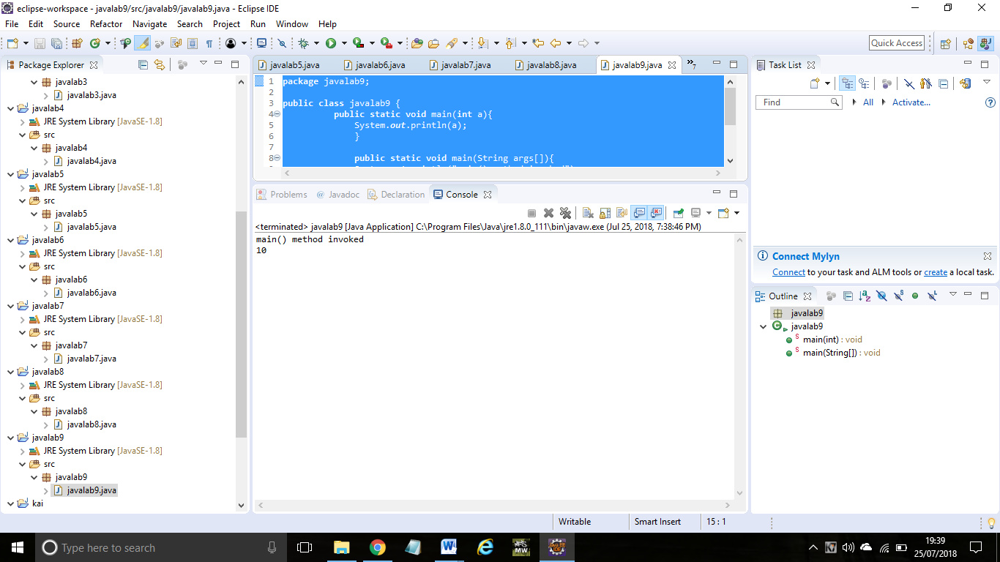 eclipse-workspace - javalab9/src/javalab9/javalab9.java - Eclipse IDE
File Edit Source Refactor Navigate Search Project Run Window Help
Quick Access
Package Explorer
javalab3
javalab3.java
javalab4
JRE System Library [JavaSE-1.8]
src
javalab4
javalab4.java
javalab5
JRE System Library [JavaSE-1.8]
src
javalab5
javalab5.java
javalab6
JRE System Library [JavaSE-1.8]
src
javalab6
javalab6.java
javalab7
JRE System Library [JavaSE-1.8]
src
javalab7
javalab7.java
javalab8
JRE System Library [JavaSE-1.8]
src
javalab8
javalab8.java
javalab9
JRE System Library [JavaSE-1.8]
src
javalab9
javalab9.java
kai
javalab5.java javalab6.java javalab7.java javalab8.java javalab9.java »7
1 package javalab9;
2
3 public class javalab9 {
4 public static void main(int a){
5 System.out.println(a);
6 }
7
8 public static void main(String args[]){
Problems @ Javadoc Declaration Console
<terminated> javalab9 [Java Application] C:\Program Files\Java\jre1.8.0_111\bin\javaw.exe (Jul 25, 2018, 7:38:46 PM)
main() method invoked
10
Task List
Find All Activate...
Connect Mylyn
Connect to your task and ALM tools or create a local task.
Outline
javalab9
javalab9
main(int) : void
main(String[]) : void
Writable Smart Insert 15 : 1
Type here to search
19:39
25/07/2018